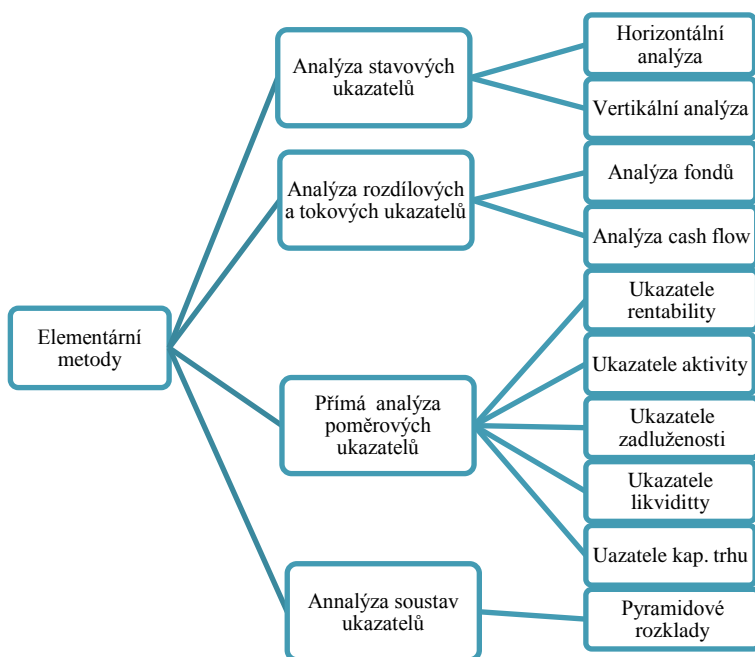 Elementární
metody
Analýza stavových
ukazatelů
Horizontální
analýza
Vertikální analýza
Analýza rozdílových
a tokových ukazatelů
Analýza fondů
Analýza cash flow
Přímá  analýza
poměrových
ukazatelů
Ukazatele
rentability
Ukazatele aktivity
Ukazatele
zadluženosti
Ukazatele
likviditty
Uazatele kap. trhu
Annalýza soustav
ukazatelů
Pyramidové
rozklady